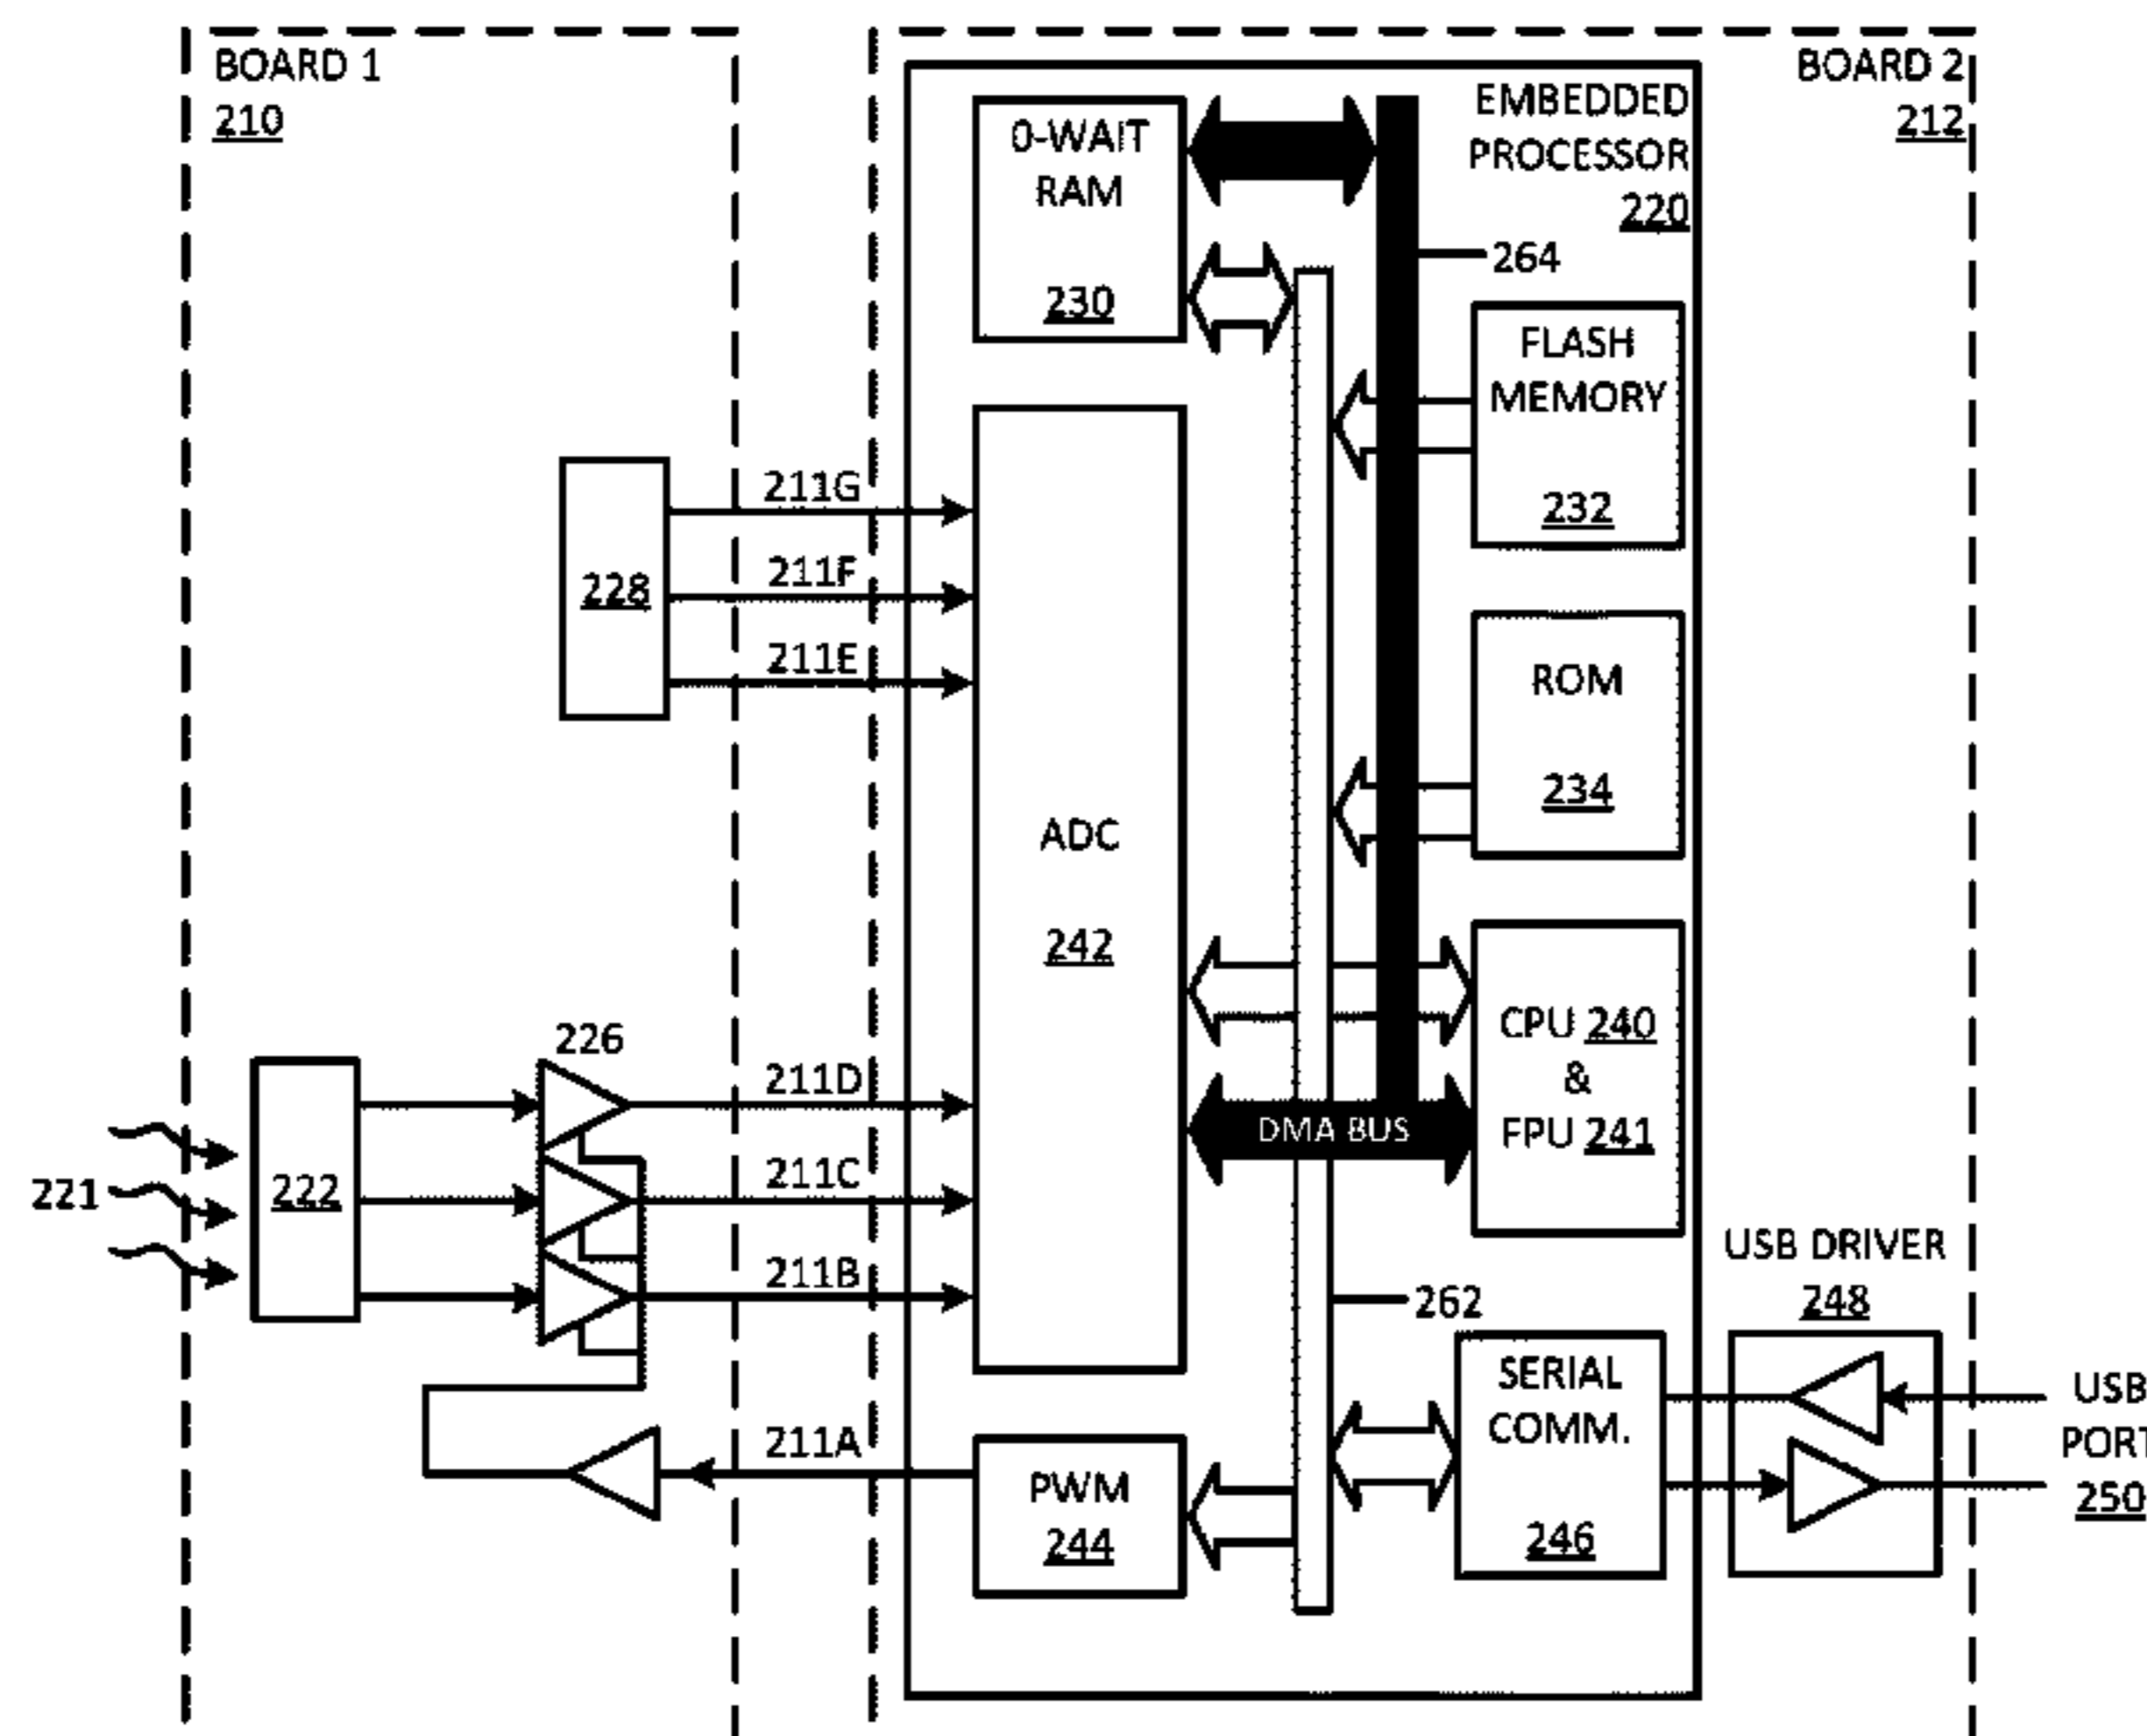 BOARD 1
210
BOARD 2
212
EMBEDDED
PROCESSOR
220
0-WAIT
RAM
230
264
FLASH
MEMORY
232
211G
211F
211E
228
ROM
234
ADC
242
CPU 240
&
FPU 241
DMA BUS
226
211D
211C
211B
221
222
262
USB DRIVER
248
SERIAL
COMM.
246
USB
PORT
250
211A
PWM
244